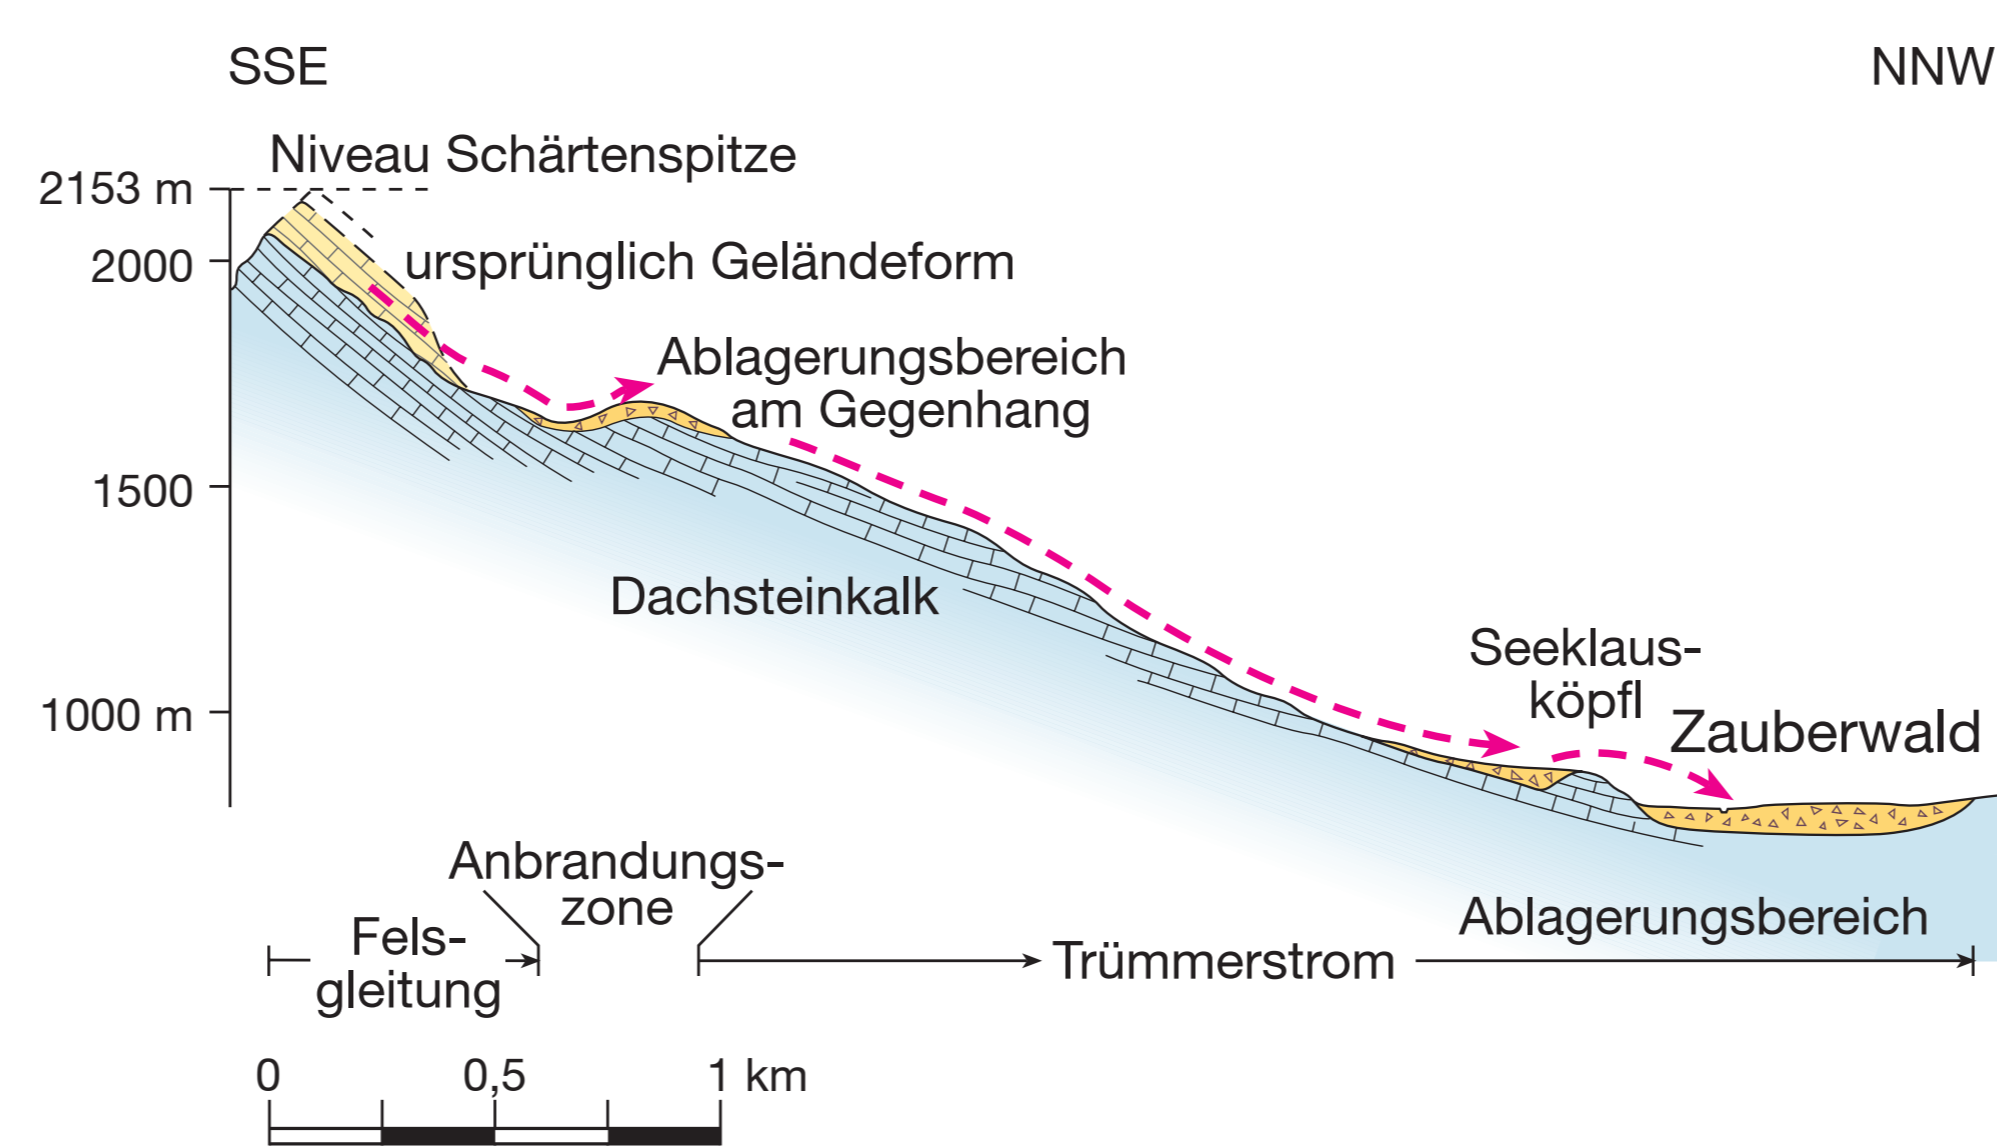 SSE
NNW
Niveau Schärtenspitze
2153 m
2000
ursprünglich Geländeform
Ablagerungsbereich
am Gegenhang
1500
Dachsteinkalk
Seeklaus-
köpfl
1000 m
Zauberwald
Anbrandungs-
zone
Fels-
gleitung
Ablagerungsbereich
Trümmerstrom
0
0,5
1 km